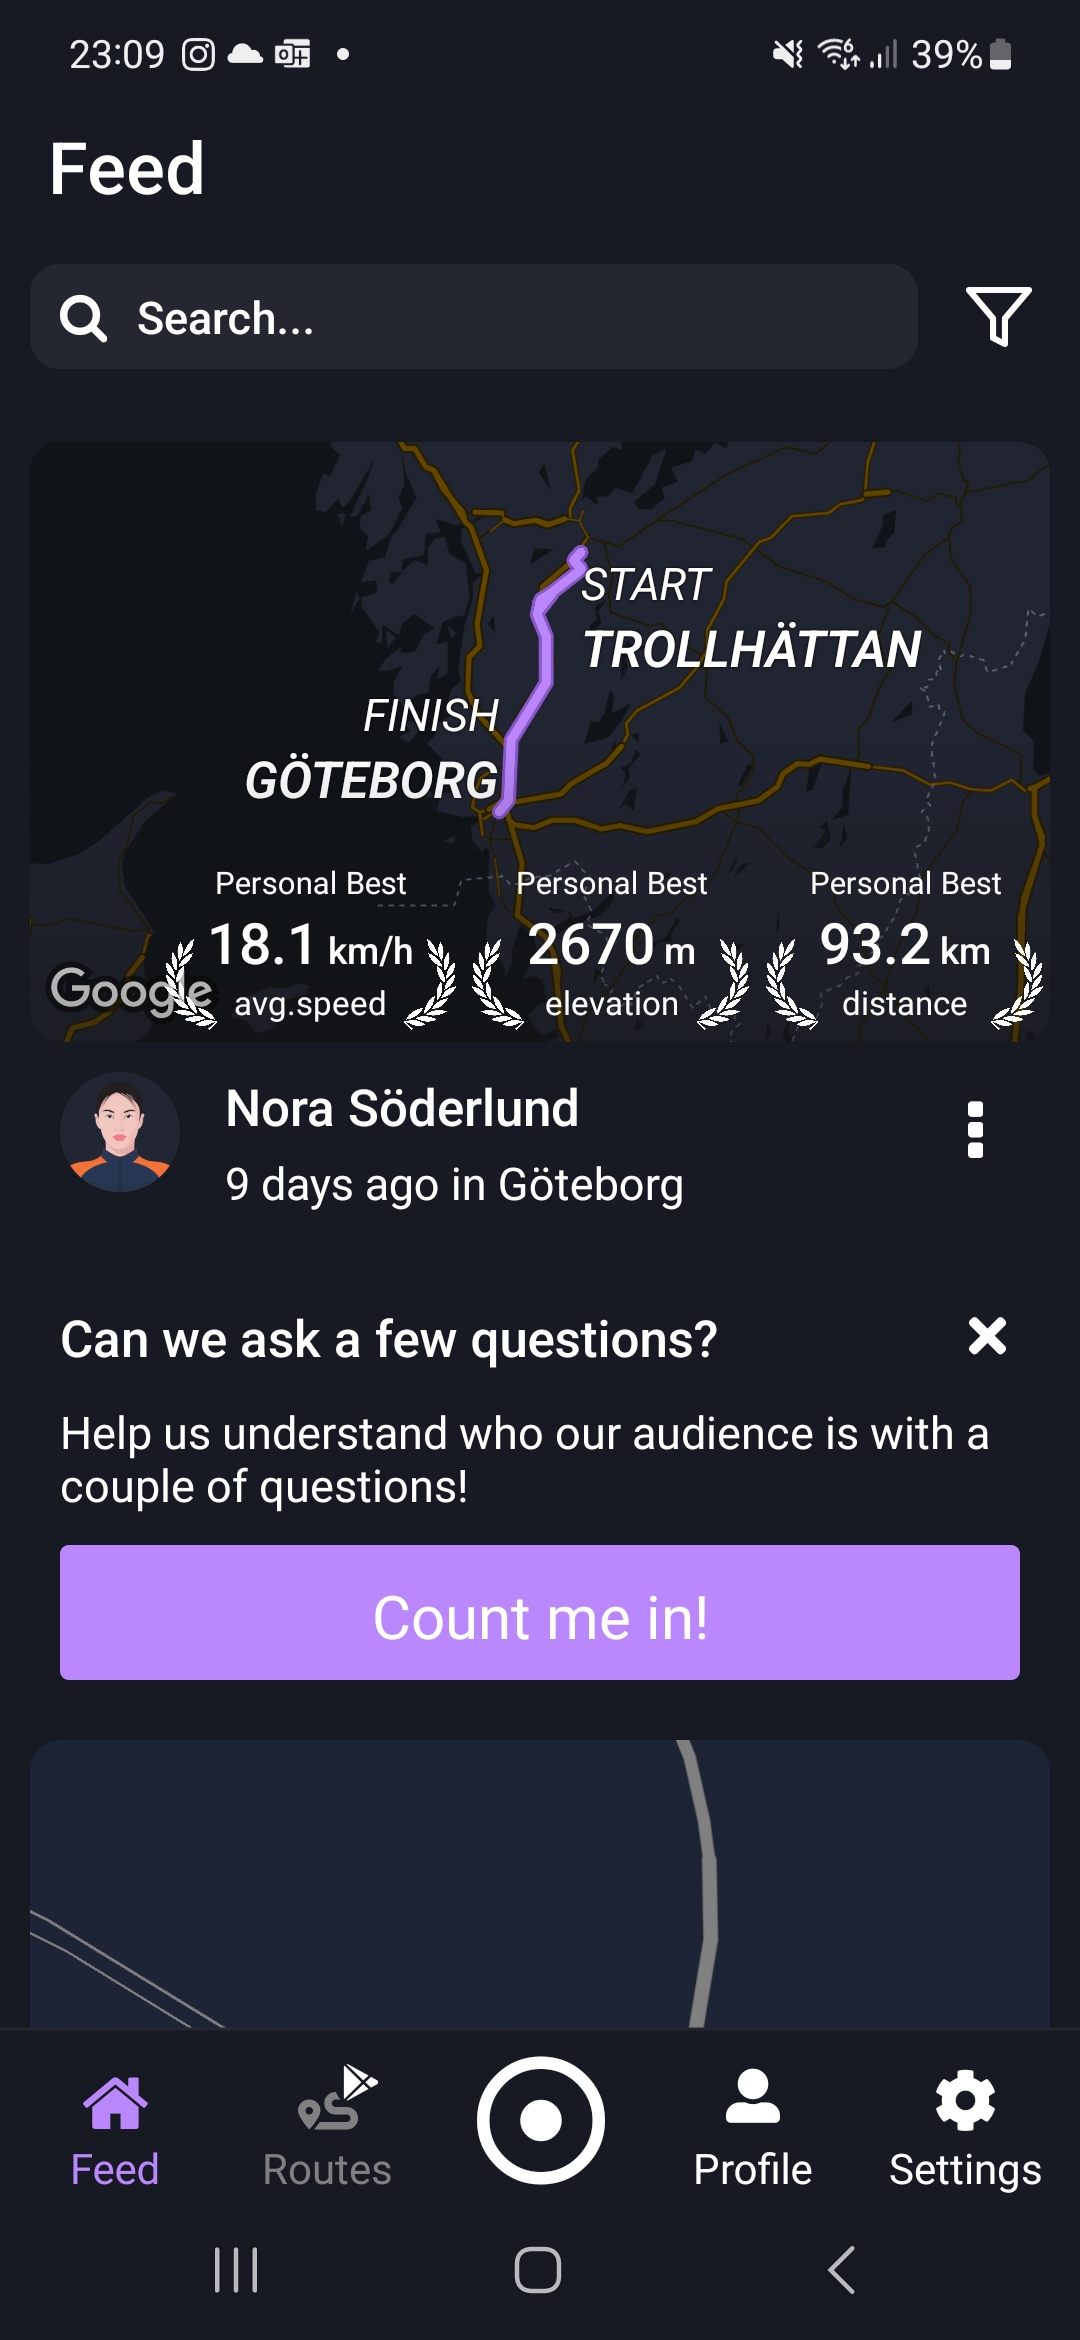 23:09
39%
Feed
Search...
START
TROLLHÄTTAN
FINISH
GÖTEBORG
Personal Best Personal Best Personal Best
18.1 km/h 2670 m 93.2 km
avg.speed elevation distance
Google
Nora Söderlund
9 days ago in Göteborg
Can we ask a few questions?
Help us understand who our audience is with a
couple of questions!
Count me in!
Feed Routes Profile Settings